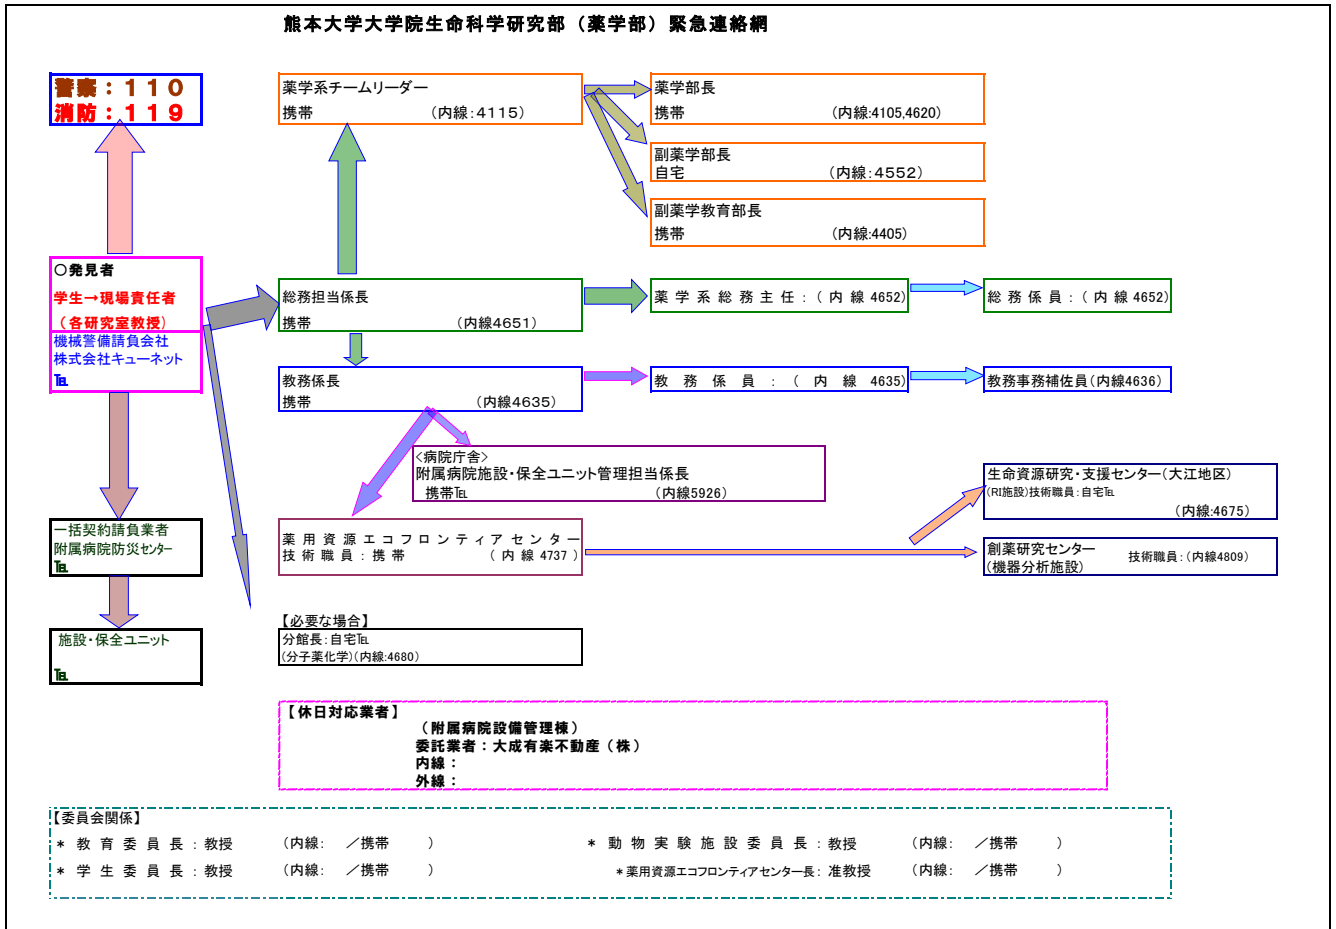 熊本大学大学院生命科学研究部（薬学部）緊急連絡網
警察：１１０
消防：１１９
薬学系チームリーダー
携帯 （内線：4115）
薬学部長
携帯 （内線:4105,4620）
副薬学部長
自宅 （内線：4552）
副薬学教育部長
携帯 （内線:4405）
○発見者
学生→現場責任者
（各研究室教授）
機械警備請負会社
株式会社キューネット
℡
総務担当係長
携帯 （内線4651）
薬学系総務主任：（内線4652）
総務係員：（内線4652）
教務係長
携帯 （内線4635）
教務係員：（内線4635）
教務事務補佐員（内線4636）
<病院庁舎>
附属病院施設・保全ユニット管理担当係長
携帯℡ （内線5926）
生命資源研究・支援センター（大江地区）
（RI施設）技術職員：自宅℡
（内線：4675）
一括契約請負業者
附属病院防災センター
℡
薬用資源エコフロンティアセンター
技術職員：携帯 （内線4737）
創薬研究センター 技術職員：（内線4809）
（機器分析施設）
【必要な場合】
分館長：自宅℡
（分子薬化学）（内線:4680）
施設・保全ユニット
℡
【休日対応業者】
（附属病院設備管理棟）
委託業者：大成有楽不動産（株）
内線：
外線：
【委員会関係】
* 教育委員長：教授 （内線： ／携帯 ） * 動物実験施設委員長：教授 （内線： ／携帯 ）
* 学生委員長：教授 （内線： ／携帯 ） *薬用資源エコフロンティアセンター長：准教授 （内線： ／携帯 ）